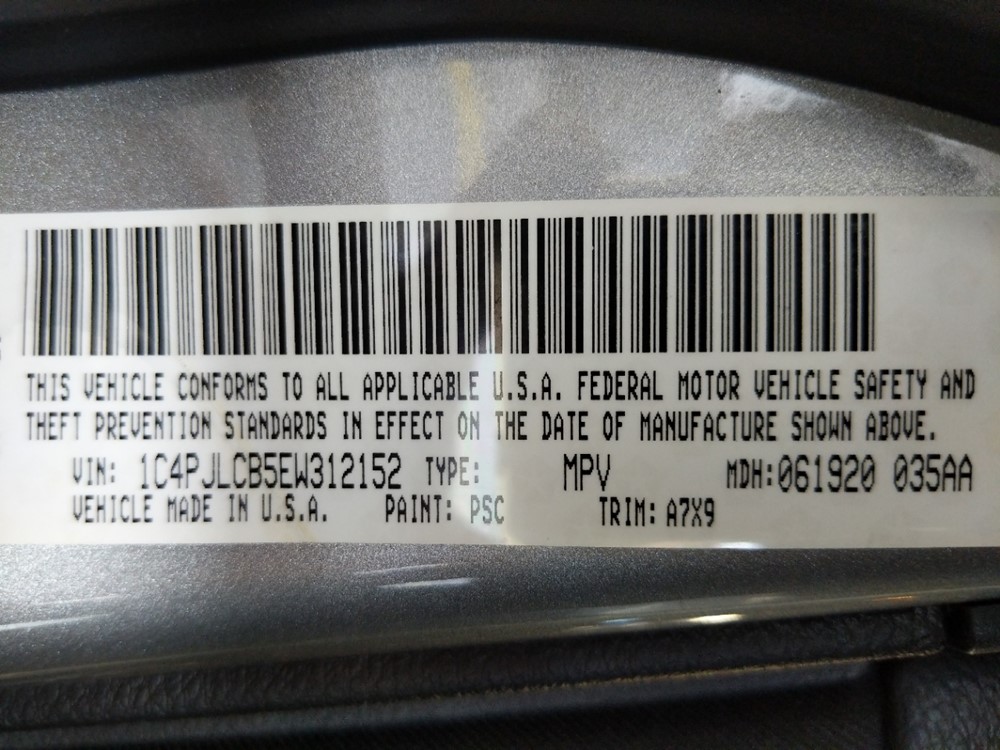 THIS VEHICLE CONFORMS TO ALL APPLICABLE U.S.A. FEDERAL MOTOR VEHICLE SAFETY AND
THEFT PREVENTION STANDARDS IN EFFECT ON THE DATE OF MANUFACTURE SHOWN ABOVE.
VIN: 1C4PJLCB5EW312152 TYPE: MPV MDH:061920 035AA
VEHICLE MADE IN U.S.A. PAINT: PSC TRIM: A7X9